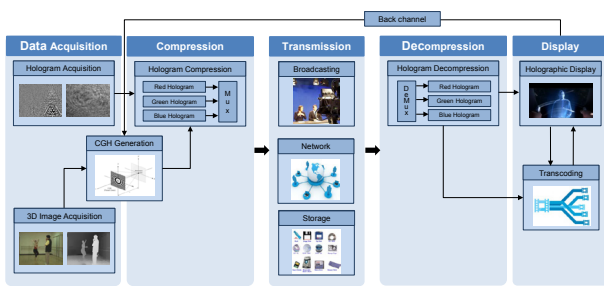 Back channel
Data Acquisition
Hologram Acquisition
CGH Generation
3D Image Acquisition
Compression
Hologram Compression
Red Hologram
Green Hologram
Blue Hologram
M
u
x
Transmission
Broadcasting
Network
Storage
Decompression
Hologram Decompression
DeMux
Red Hologram
Green Hologram
Blue Hologram
Display
Holographic Display
Transcoding